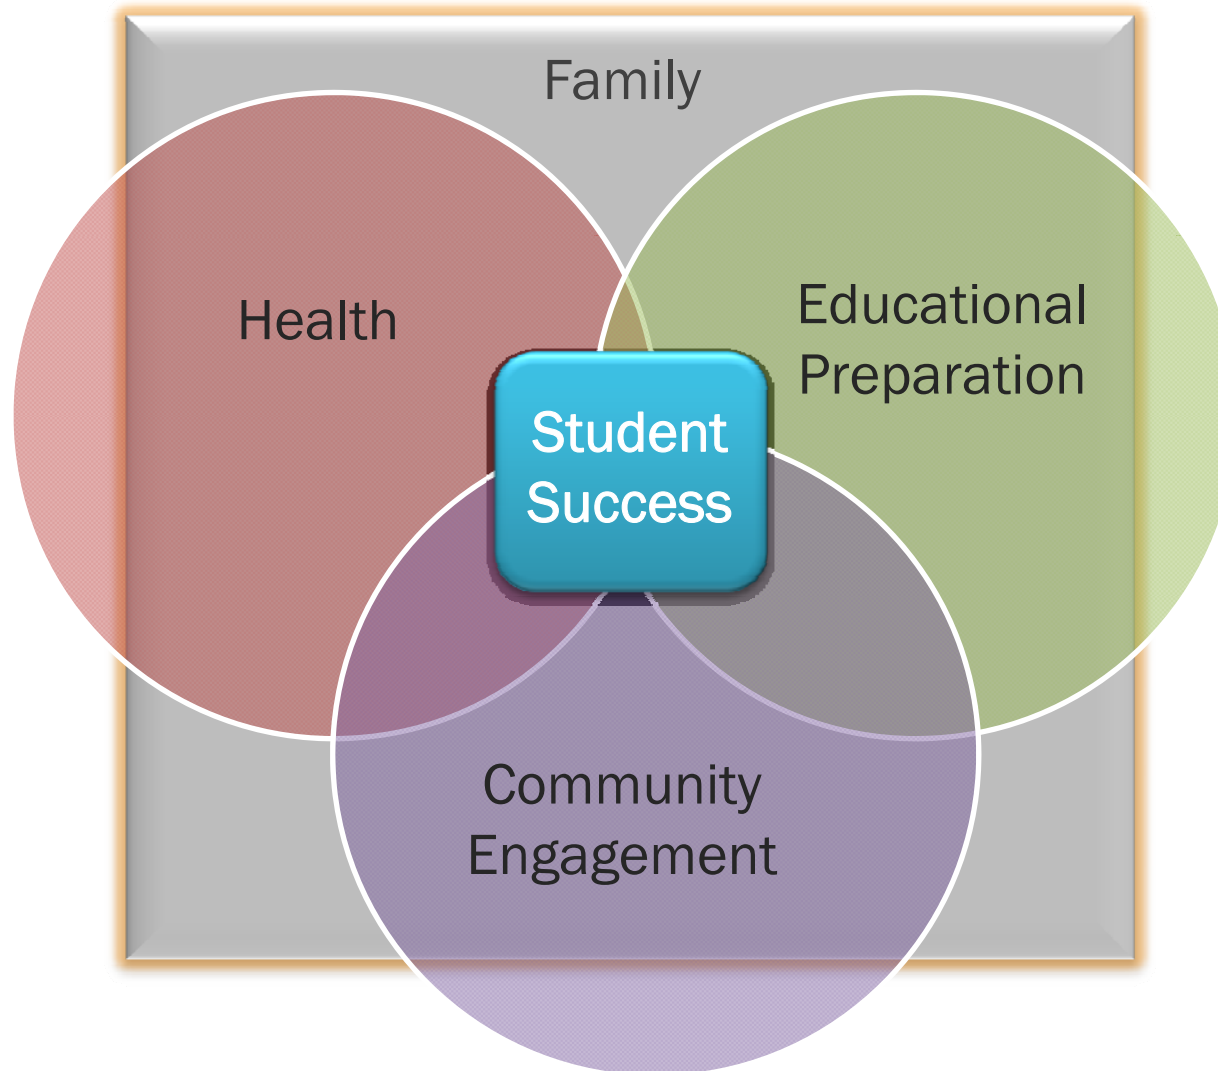 Family
Health
Educational
Preparation
Student
Success
Community
Engagement